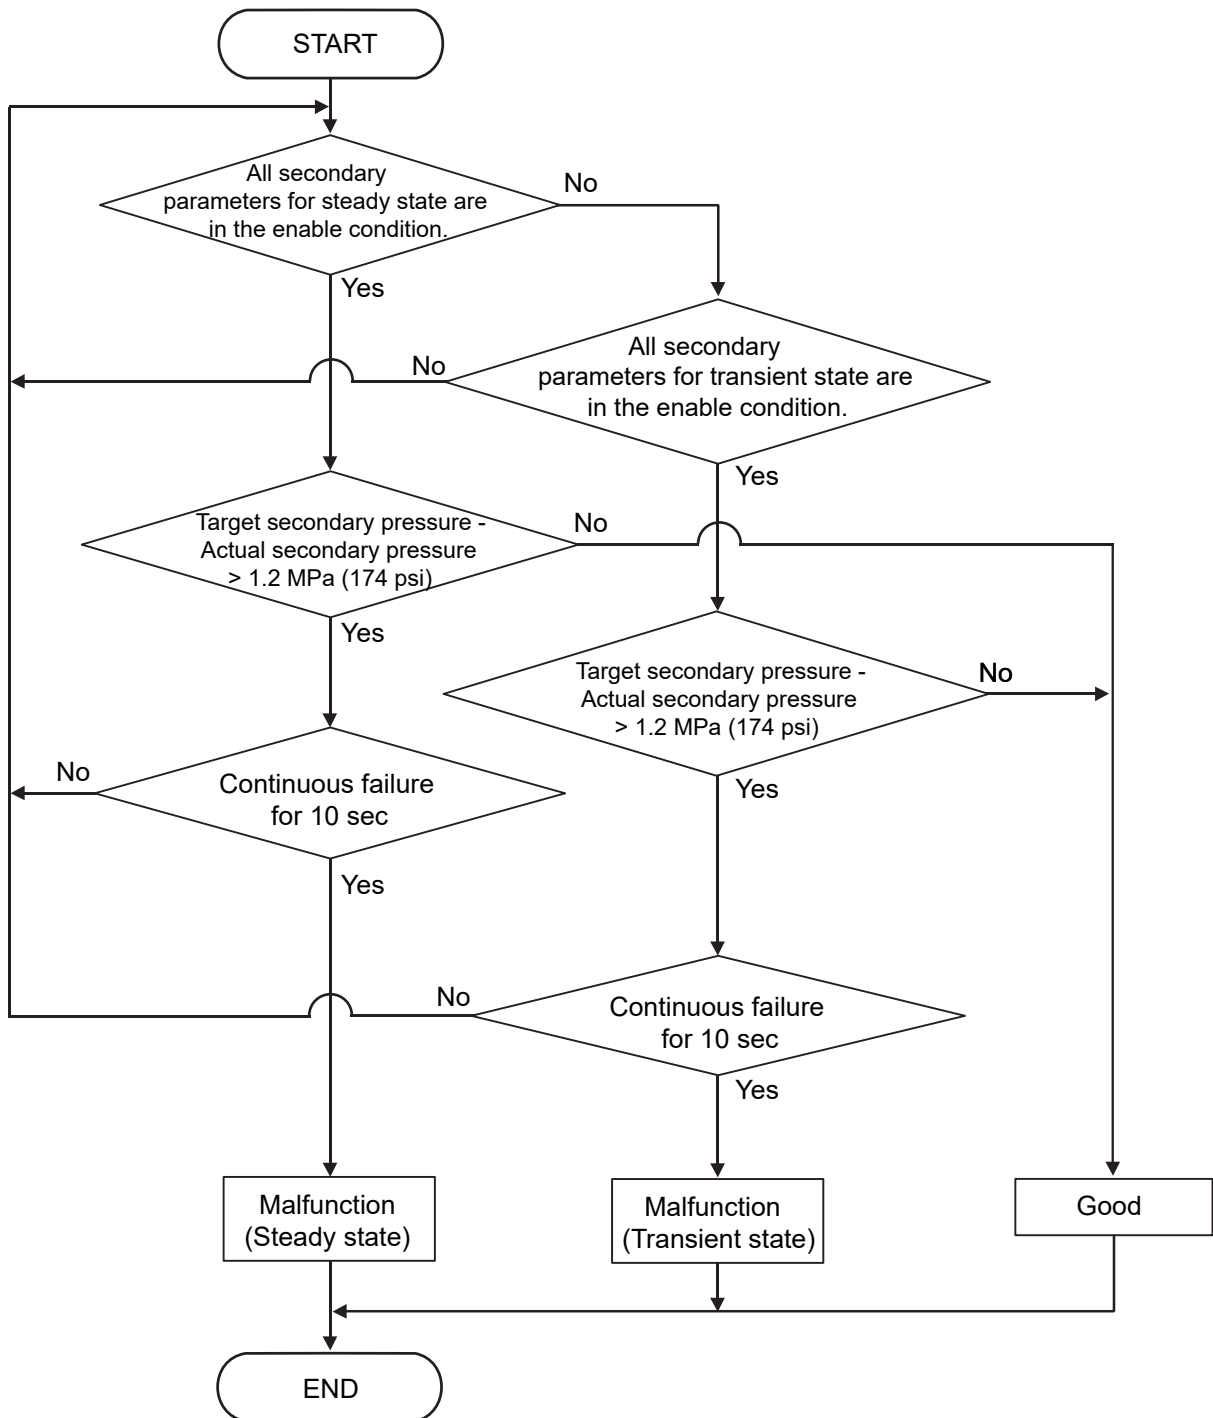 START
All secondary
parameters for steady state are
in the enable condition.
No
Yes
All secondary
parameters for transient state are
in the enable condition.
No
Yes
Target secondary pressure -
Actual secondary pressure
> 1.2 MPa (174 psi)
No
Yes
Target secondary pressure -
Actual secondary pressure
> 1.2 MPa (174 psi)
No
Yes
Continuous failure
for 10 sec
No
Yes
Continuous failure
for 10 sec
No
Yes
Malfunction
(Steady state)
Malfunction
(Transient state)
Good
END